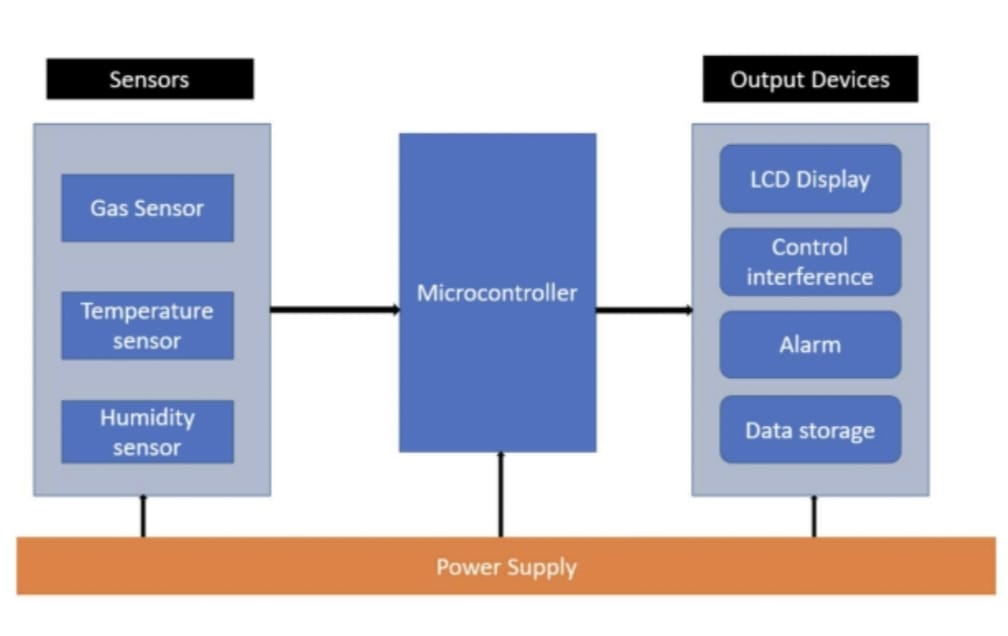 Sensors
Output Devices
Gas Sensor
Temperature
sensor
Humidity
sensor
Microcontroller
LCD Display
Control
interference
Alarm
Data storage
Power Supply